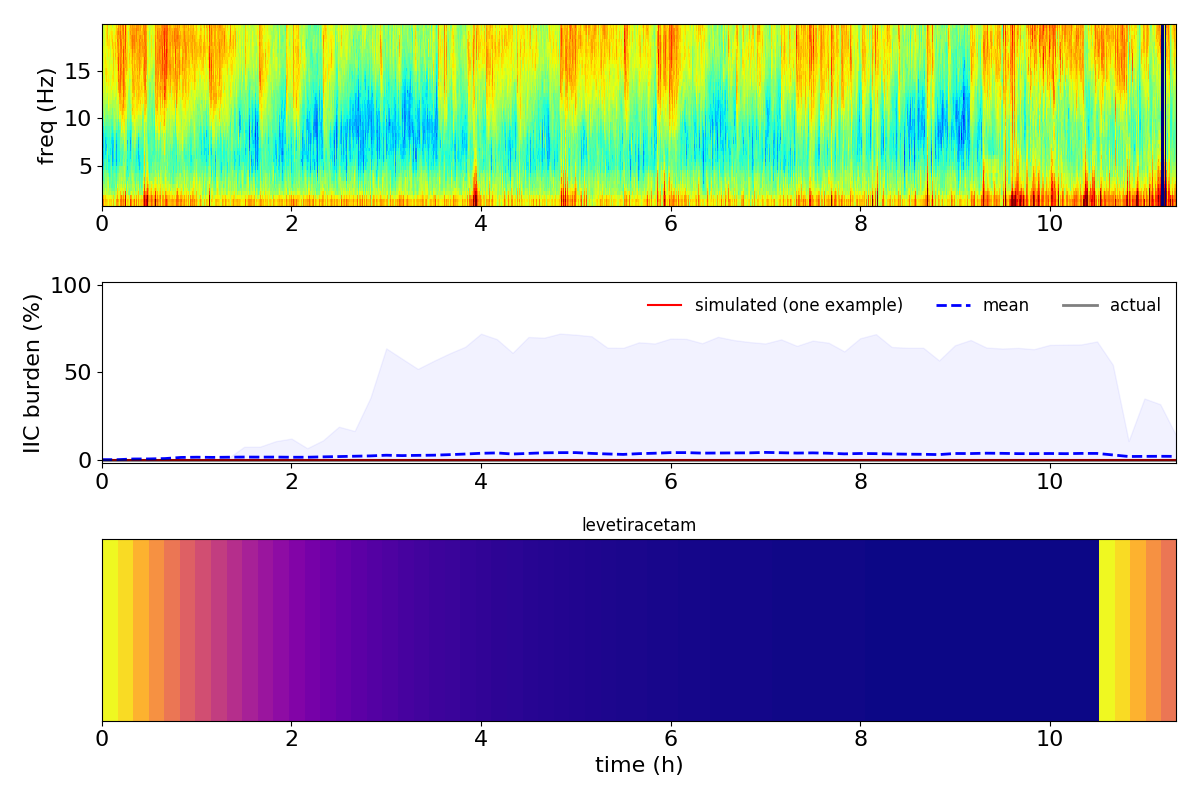 freq (Hz)
15
10
5
0 2 4 6 8 10
IIC burden (%)
100
50
0
simulated (one example) mean actual
0 2 4 6 8 10
levetiracetam
0 2 4 6 8 10
time (h)